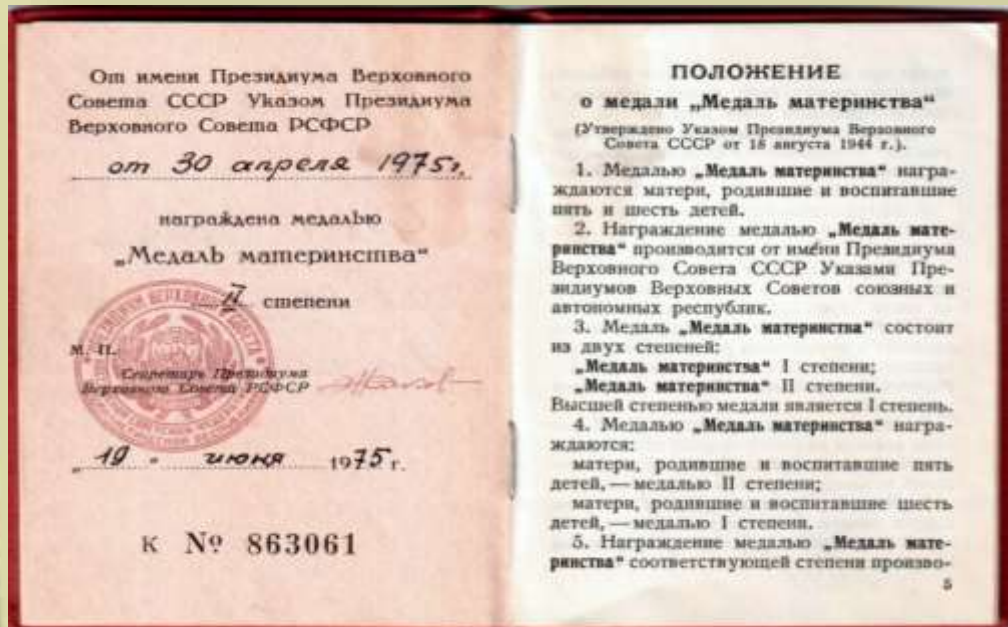 От имени Президиума Верховного
Совета СССР Указом Президиума
Верховного Совета РСФСР
от 30 апреля 1975г.
награждена медалью
„Медаль материнства“
II степени
М. П.
Секретарь Президиума
Верховного Совета РСФСР
„19 “ июня 1975 г.
К № 863061
ПОЛОЖЕНИЕ
о медали „Медаль материнства“
(Утверждено Указом Президиума Верховного
Совета СССР от 18 августа 1944 г.).
1. Медалью „Медаль материнства“ награ-
ждаются матери, родившие и воспитавшие
пять и шесть детей.
2. Награждение медалью „Медаль мате-
ринства“ производится от имени Президиума
Верховного Совета СССР Указами Пре-
зидиумов Верховных Советов союзных и
автономных республик.
3. Медаль „Медаль материнства“ состоит
из двух степеней:
„Медаль материнства“ I степени;
„Медаль материнства“ II степени.
Высшей степенью медали является I степень.
4. Медалью „Медаль материнства“ награ-
ждаются:
матери, родившие и воспитавшие пять
детей, — медалью II степени;
матери, родившие и воспитавшие шесть
детей, — медалью I степени.
5. Награждение медалью „Медаль мате-
ринства“ соответствующей степени произво-
5